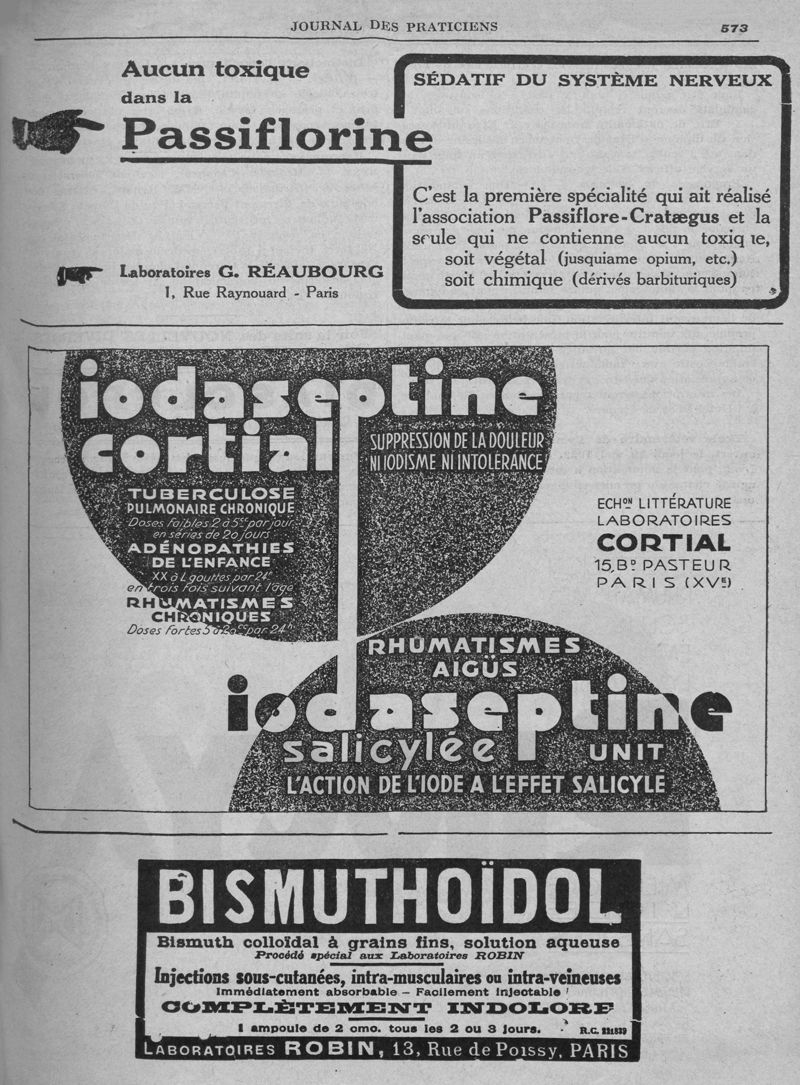 JOURNAL DES PRATICIENS 573
Aucun toxique
dans la
Passiflorine
Laboratoires G. RÉAUBOURG
1, Rue Raynouard - Paris
SÉDATIF DU SYSTÈME NERVEUX
C'est la première spécialité qui ait réalisé
l'association Passiflore-Cratægus et la
seule qui ne contienne aucun toxique,
soit végétal (jusquiame opium, etc.)
soit chimique (dérivés barbituriques)
iodaseptine
cortial
SUPPRESSION DE LA DOULEUR
NI IODISME NI INTOLÉRANCE
TUBERCULOSE
PULMONAIRE CHRONIQUE
Doses faibles 2 à 5cc par jour
en séries de 20 jours
ADÉNOPATHIES
DE L'ENFANCE
XX à L gouttes par 24h
en trois fois suivant l'âge
RHUMATISMES
CHRONIQUES
Doses fortes 5 à 20cc par 24h
ECHON LITTÉRATURE
LABORATOIRES
CORTIAL
15, BD PASTEUR
PARIS (XVE)
RHUMATISMES
AIGÜS
iodaseptine
salicylée UNIT
L'ACTION DE L'IODE A L'EFFET SALICYLÉ
BISMUTHOÏDOL
Bismuth colloïdal à grains fins, solution aqueuse
Procédé spécial aux Laboratoires ROBIN
Injections sous-cutanées, intra-musculaires ou intra-veineuses
Immédiatement absorbable - Facilement injectable
COMPLÈTEMENT INDOLORE
1 ampoule de 2 cmc. tous les 2 ou 3 jours. R.C. 221839
LABORATOIRES ROBIN, 13, Rue de Poissy, PARIS